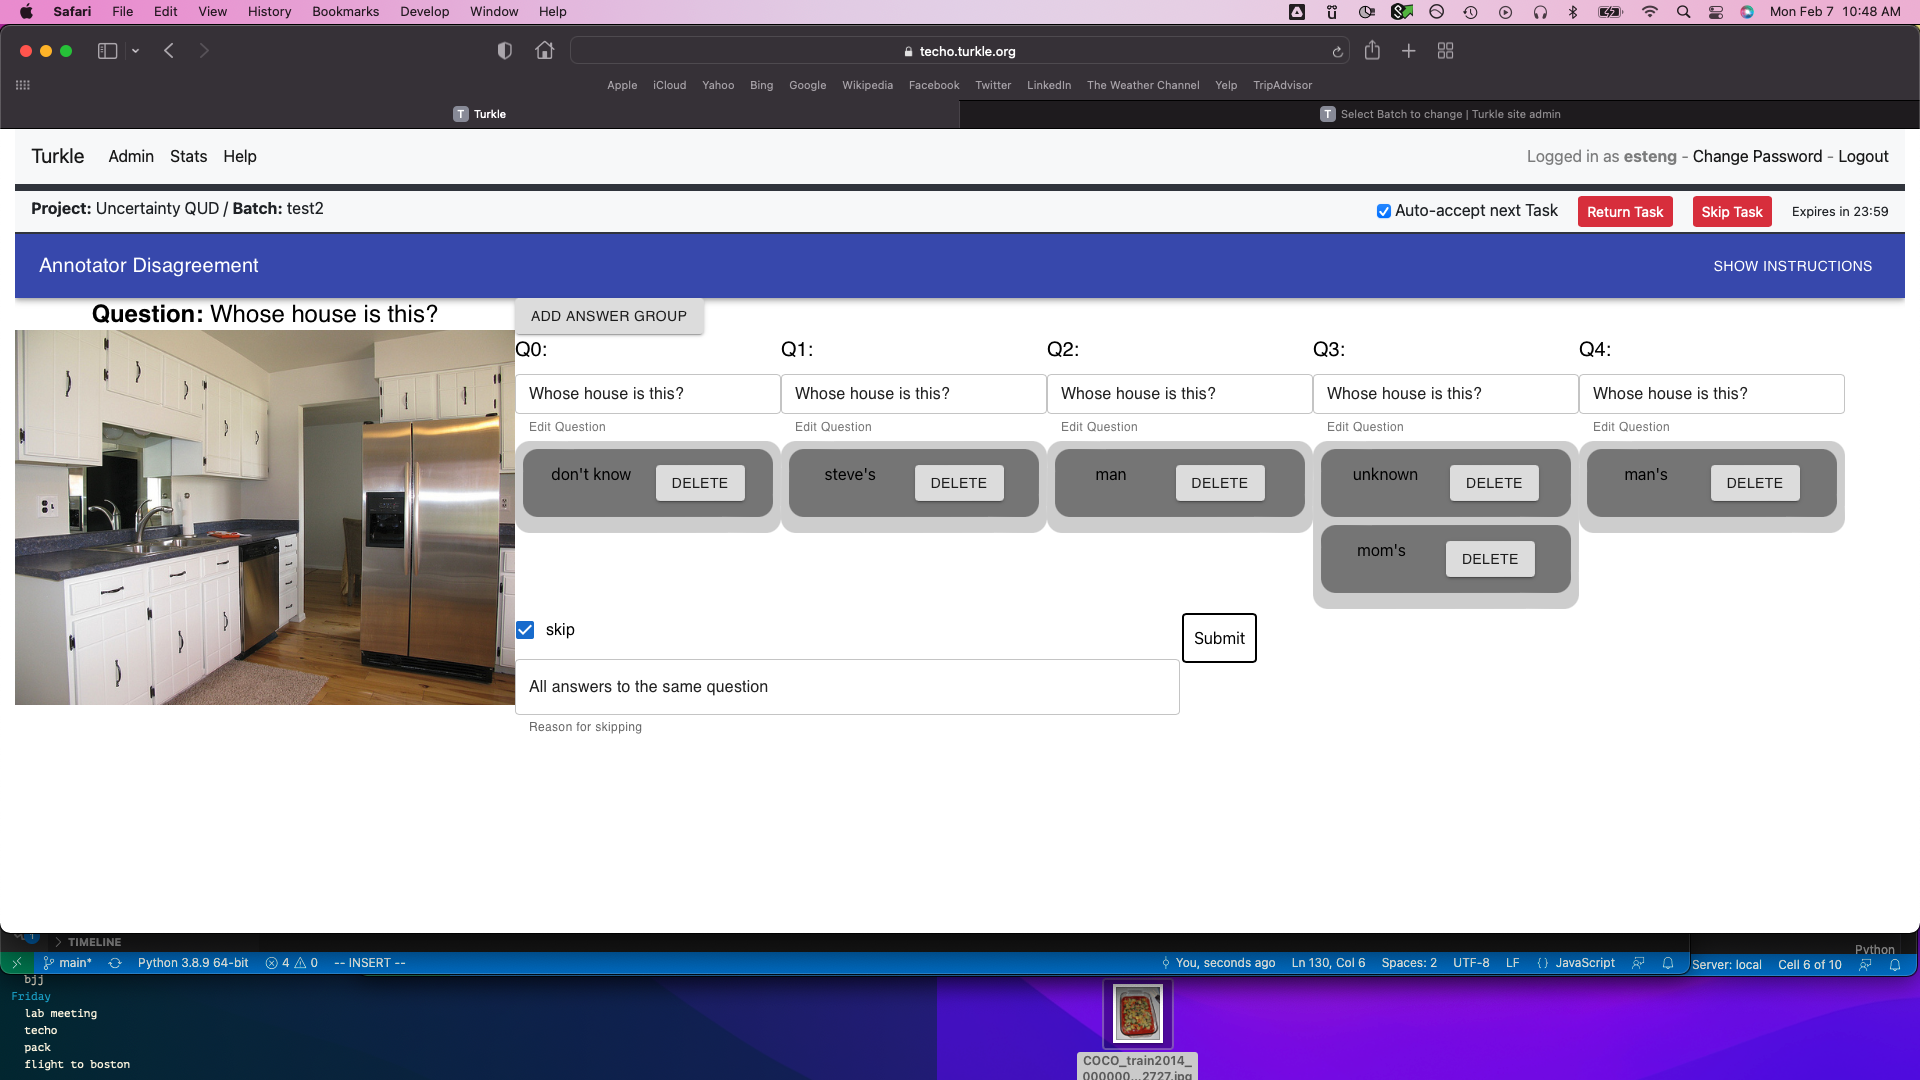 Safari File Edit View History Bookmarks Develop Window Help Mon Feb 7 10:48 AM
techo.turkle.org
Apple iCloud Yahoo Bing Google Wikipedia Facebook Twitter LinkedIn The Weather Channel Yelp TripAdvisor
T Turkle T Select Batch to change | Turkle site admin
Turkle Admin Stats Help Logged in as esteng - Change Password - Logout
Project: Uncertainty QUD / Batch: test2 Auto-accept next Task Return Task Skip Task Expires in 23:59
Annotator Disagreement SHOW INSTRUCTIONS
Question: Whose house is this? ADD ANSWER GROUP
Q0: Q1: Q2: Q3: Q4:
Whose house is this? Whose house is this? Whose house is this? Whose house is this? Whose house is this?
Edit Question Edit Question Edit Question Edit Question Edit Question
don't know DELETE steve's DELETE man DELETE unknown DELETE man's DELETE
mom's DELETE
skip Submit
All answers to the same question
Reason for skipping
TIMELINE
Python
main* Python 3.8.9 64-bit 4 0 -- INSERT -- You, seconds ago Ln 130, Col 6 Spaces: 2 UTF-8 LF JavaScript Server: local Cell 6 of 10
bjj
Friday
lab meeting
techo
pack
flight to boston
COCO_train2014_
000000...2727.jpg